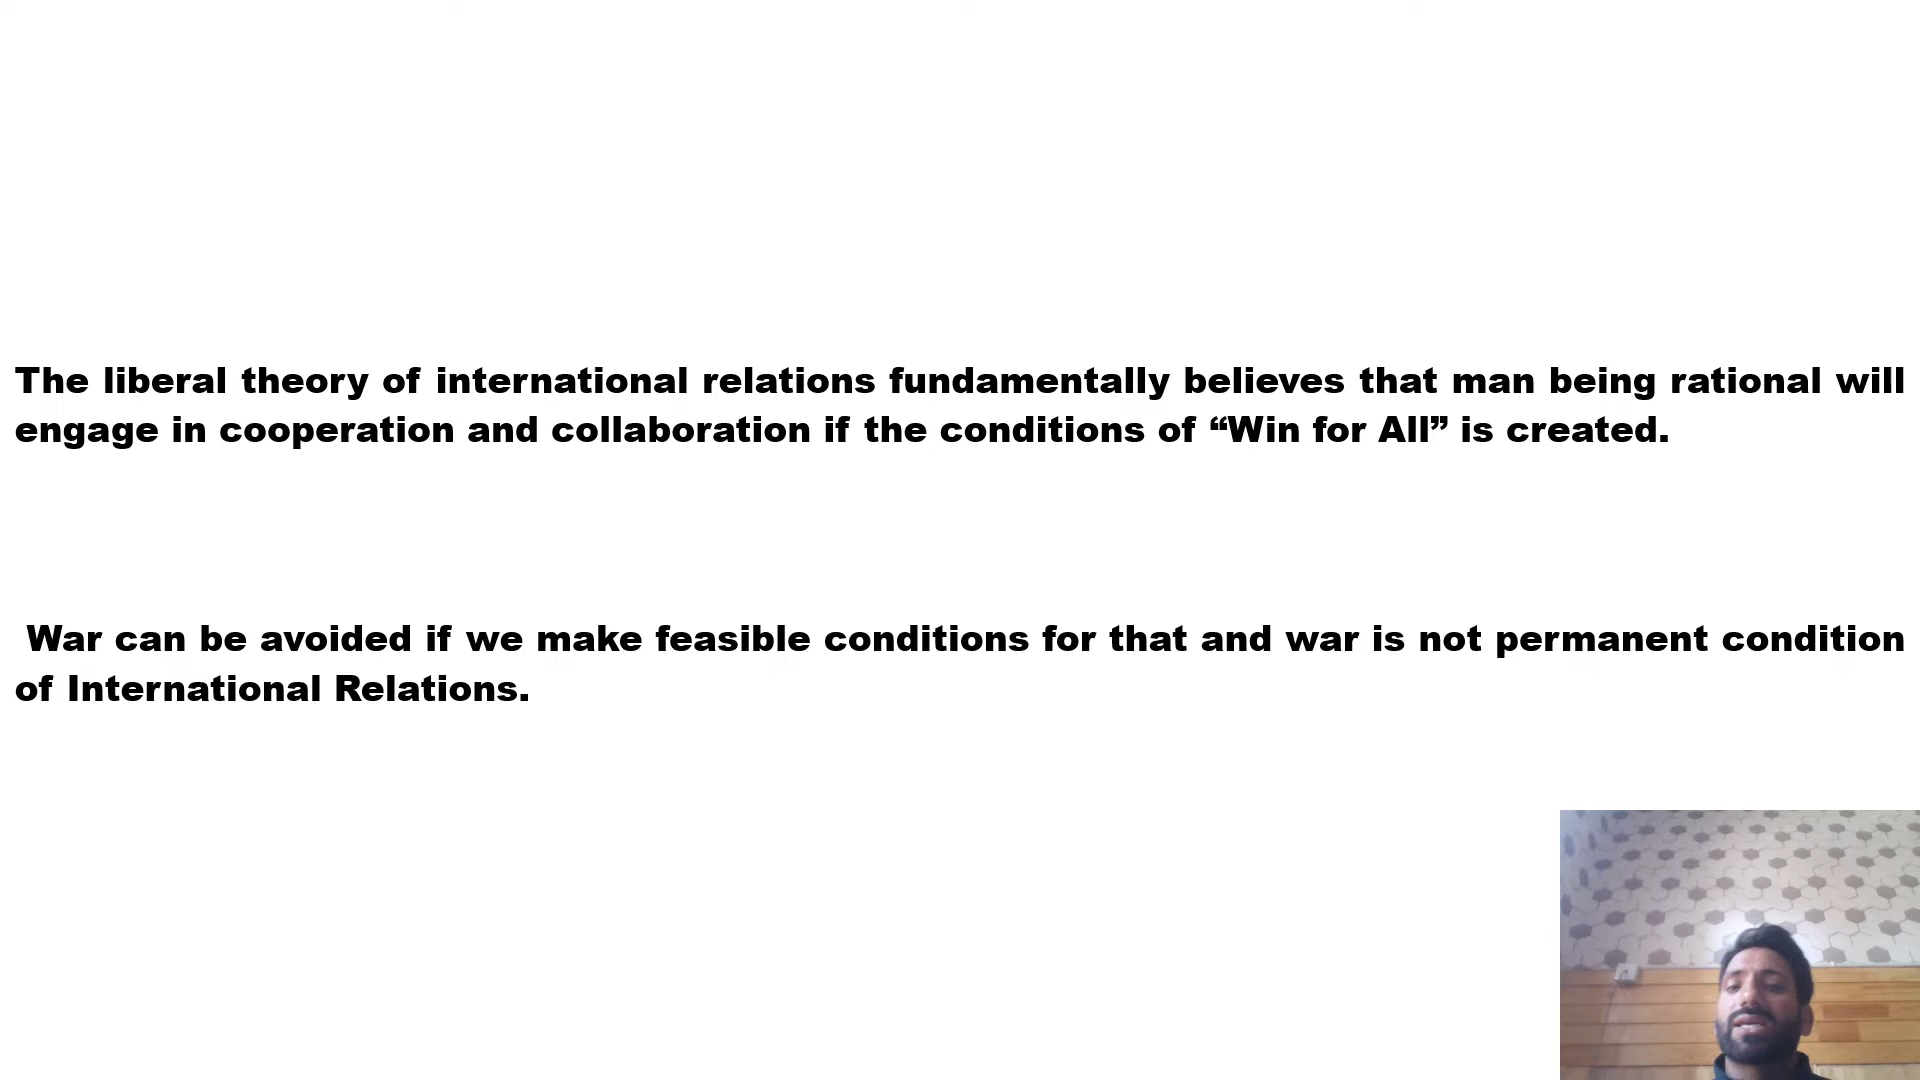 The liberal theory of international relations fundamentally believes that man being rational will
engage in cooperation and collaboration if the conditions of “Win for All” is created.
War can be avoided if we make feasible conditions for that and war is not permanent condition
of International Relations.